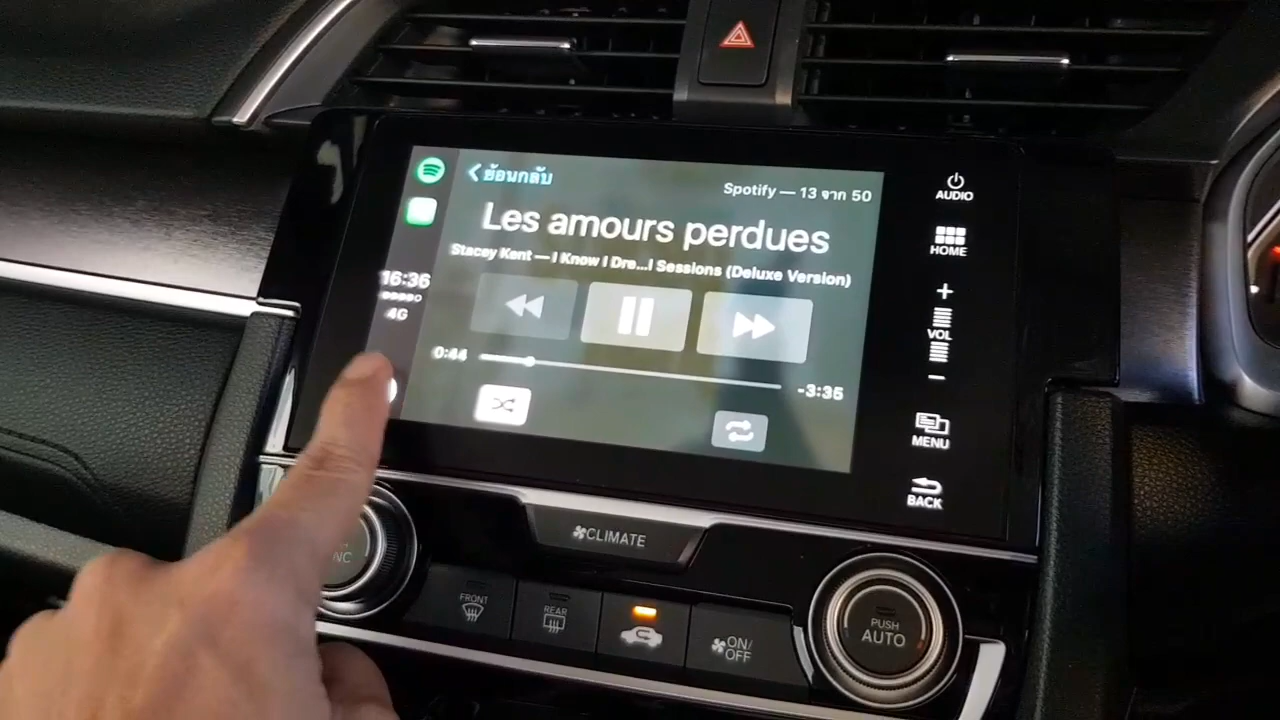 ย้อนกลับ
Spotify — 13 จาก 50
Les amours perdues
Stacey Kent — I Know I Dre...l Sessions (Deluxe Version)
16:36
4G
0:44
-3:35
AUDIO
HOME
+
VOL
−
MENU
BACK
CLIMATE
FRONT
REAR
ON/
OFF
PUSH
AUTO